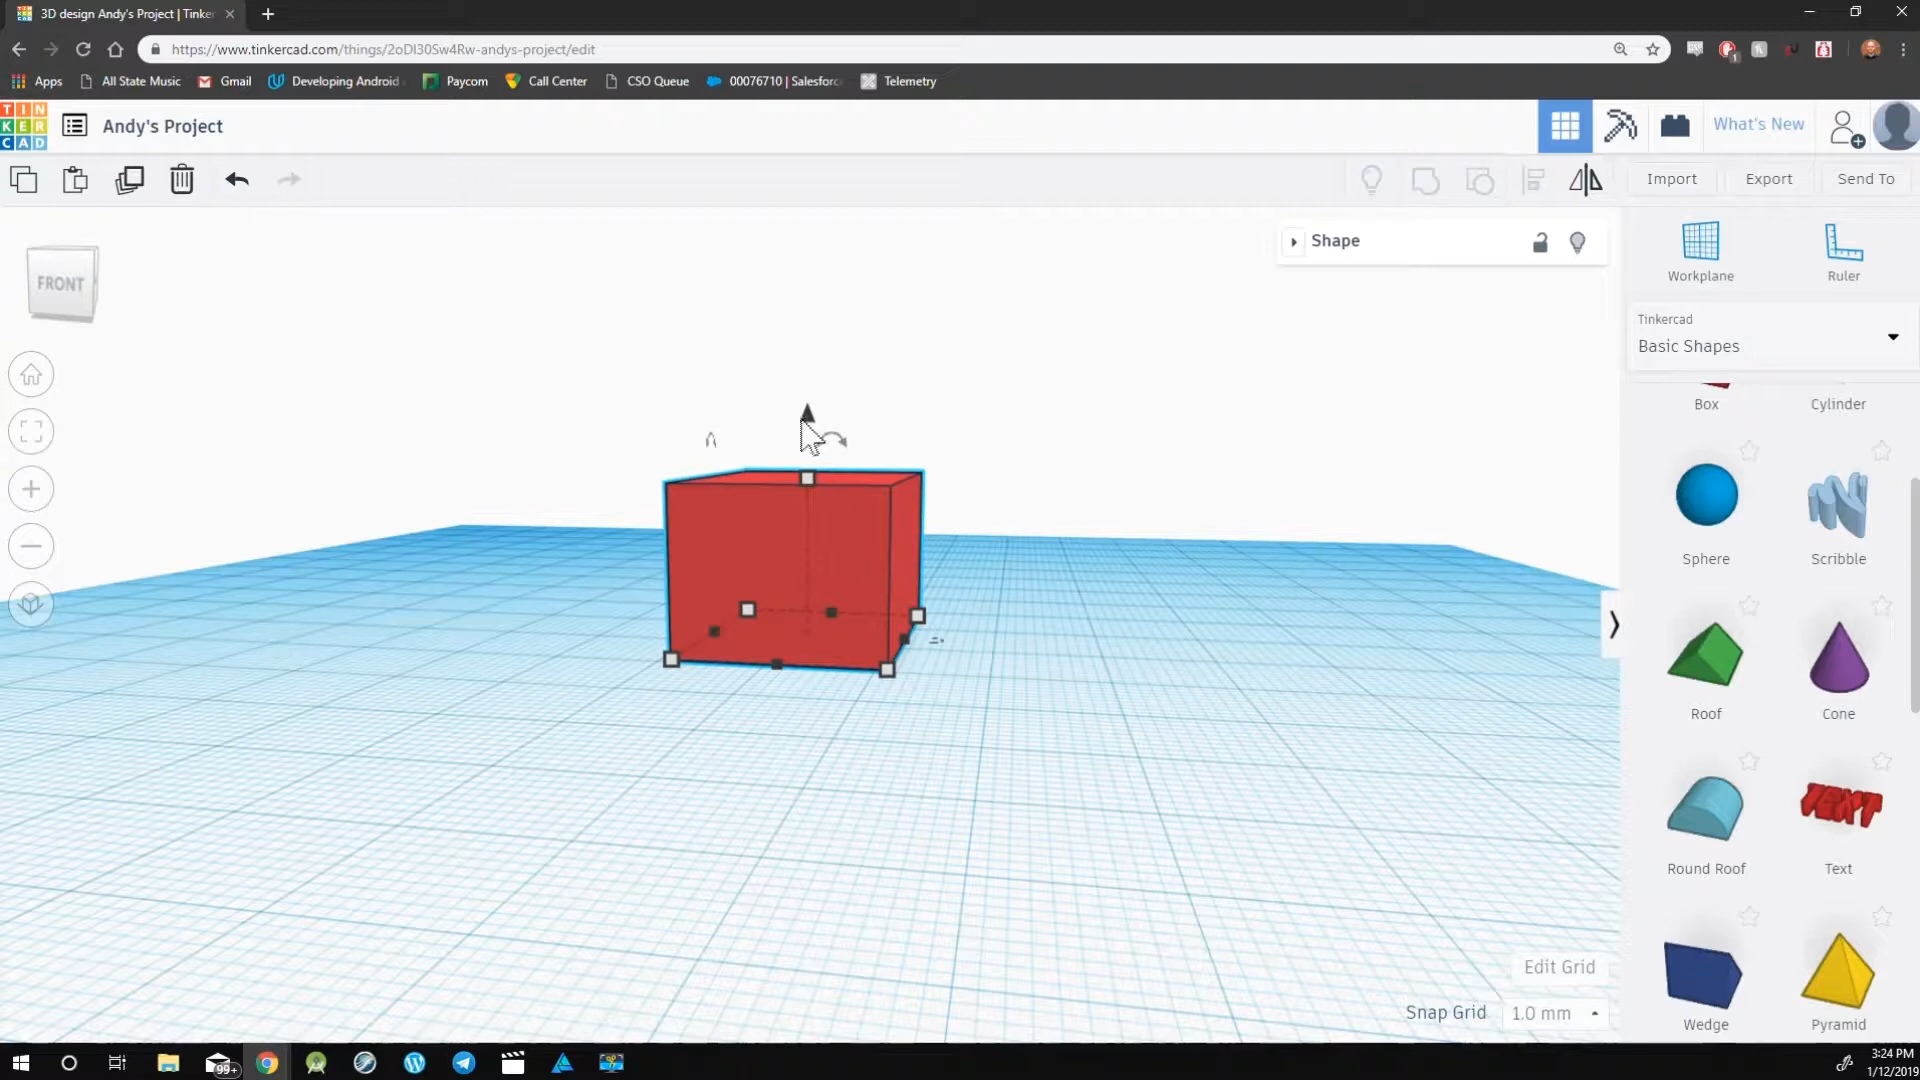 3D design Andy's Project | Tinker
https://www.tinkercad.com/things/2oDl30Sw4Rw-andys-project/edit
Apps
All State Music
Gmail
Developing Android
Paycom
Call Center
CSO Queue
00076710 | Salesforc
Telemetry
TIN
KER
CAD
Andy's Project
What's New
Import
Export
Send To
FRONT
Shape
Workplane
Ruler
Tinkercad
Basic Shapes
Box
Cylinder
Sphere
Scribble
Roof
Cone
TEXT
Round Roof
Text
Edit Grid
Snap Grid
1.0 mm
Wedge
Pyramid
99+
3:24 PM
1/12/2019